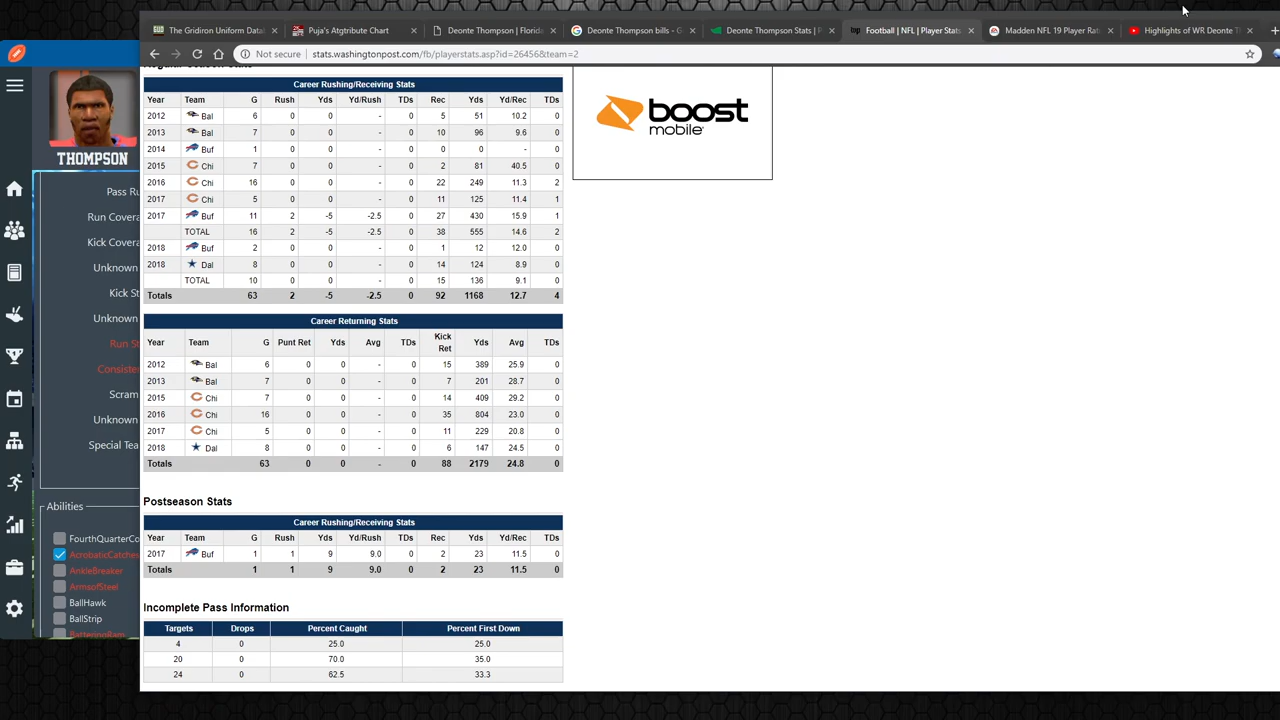 The Gridiron Uniform Datab
Puja's Atgtribute Chart
Deonte Thompson | Florida
Deonte Thompson bills - Go
Deonte Thompson Stats | P
Football | NFL | Player Stats
Madden NFL 19 Player Rati
Highlights of WR Deonte T
Not secure stats.washingtonpost.com/fb/playerstats.asp?id=26456&team=2
THOMPSON
Pass Ru
Run Covera
Kick Covera
Unknown
Kick St
Unknown
Run St
Consiste
Scram
Unknown
Special Tea
Abilities
FourthQuarterCo
AcrobaticCatches
AnkleBreaker
ArmsofSteel
BallHawk
BallStrip
BatteringRam
Regular Season Stats
Career Rushing/Receiving Stats
Year Team G Rush Yds Yd/Rush TDs Rec Yds Yd/Rec TDs
2012 Bal 6 0 0 - 0 5 51 10.2 0
2013 Bal 7 0 0 - 0 10 96 9.6 0
2014 Buf 1 0 0 - 0 0 0 - 0
2015 Chi 7 0 0 - 0 2 81 40.5 0
2016 Chi 16 0 0 - 0 22 249 11.3 2
2017 Chi 5 0 0 - 0 11 125 11.4 1
2017 Buf 11 2 -5 -2.5 0 27 430 15.9 1
TOTAL 16 2 -5 -2.5 0 38 555 14.6 2
2018 Buf 2 0 0 - 0 1 12 12.0 0
2018 Dal 8 0 0 - 0 14 124 8.9 0
TOTAL 10 0 0 - 0 15 136 9.1 0
Totals 63 2 -5 -2.5 0 92 1168 12.7 4
Career Returning Stats
Year Team G Punt Ret Yds Avg TDs Kick Ret Yds Avg TDs
2012 Bal 6 0 0 - 0 15 389 25.9 0
2013 Bal 7 0 0 - 0 7 201 28.7 0
2015 Chi 7 0 0 - 0 14 409 29.2 0
2016 Chi 16 0 0 - 0 35 804 23.0 0
2017 Chi 5 0 0 - 0 11 229 20.8 0
2018 Dal 8 0 0 - 0 6 147 24.5 0
Totals 63 0 0 - 0 88 2179 24.8 0
Postseason Stats
Career Rushing/Receiving Stats
Year Team G Rush Yds Yd/Rush TDs Rec Yds Yd/Rec TDs
2017 Buf 1 1 9 9.0 0 2 23 11.5 0
Totals 1 1 9 9.0 0 2 23 11.5 0
Incomplete Pass Information
Targets Drops Percent Caught Percent First Down
4 0 25.0 25.0
20 0 70.0 35.0
24 0 62.5 33.3
boost
mobile